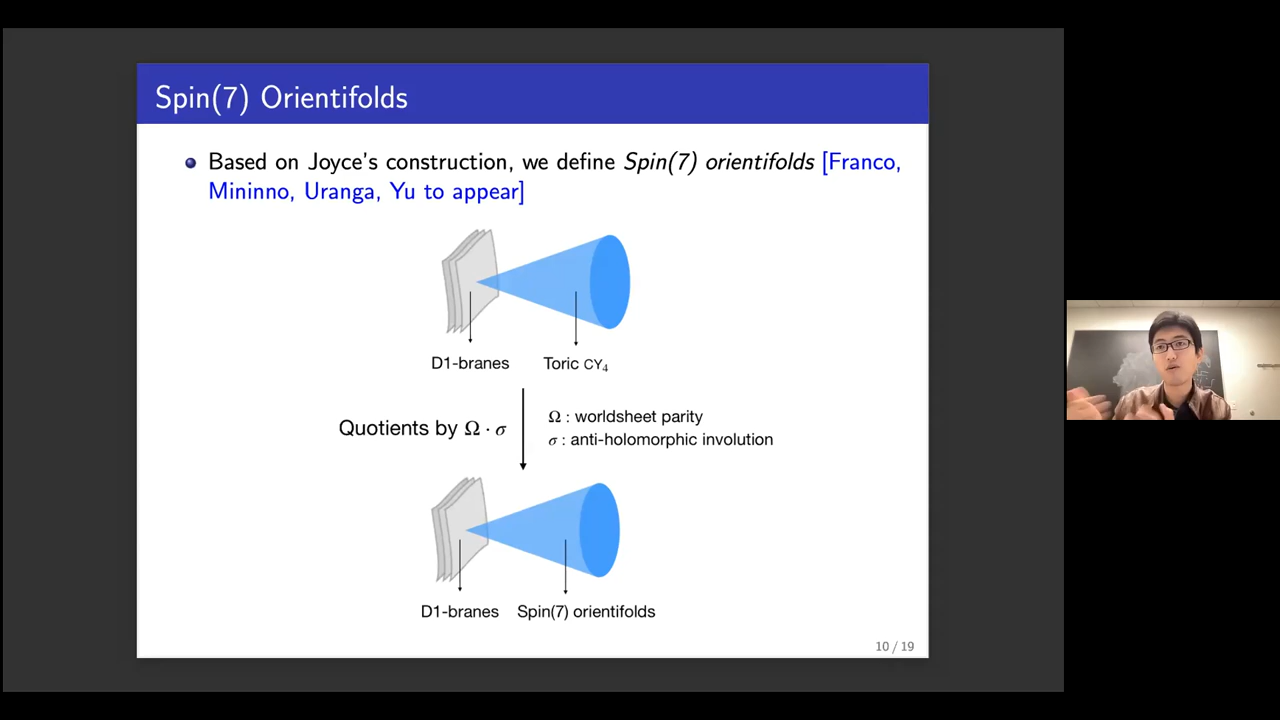 Spin(7) Orientifolds
Based on Joyce's construction, we define Spin(7) orientifolds [Franco,
Mininno, Uranga, Yu to appear]
D1-branes Toric CY₄
Quotients by Ω · σ
Ω : worldsheet parity
σ : anti-holomorphic involution
D1-branes Spin(7) orientifolds
10 / 19